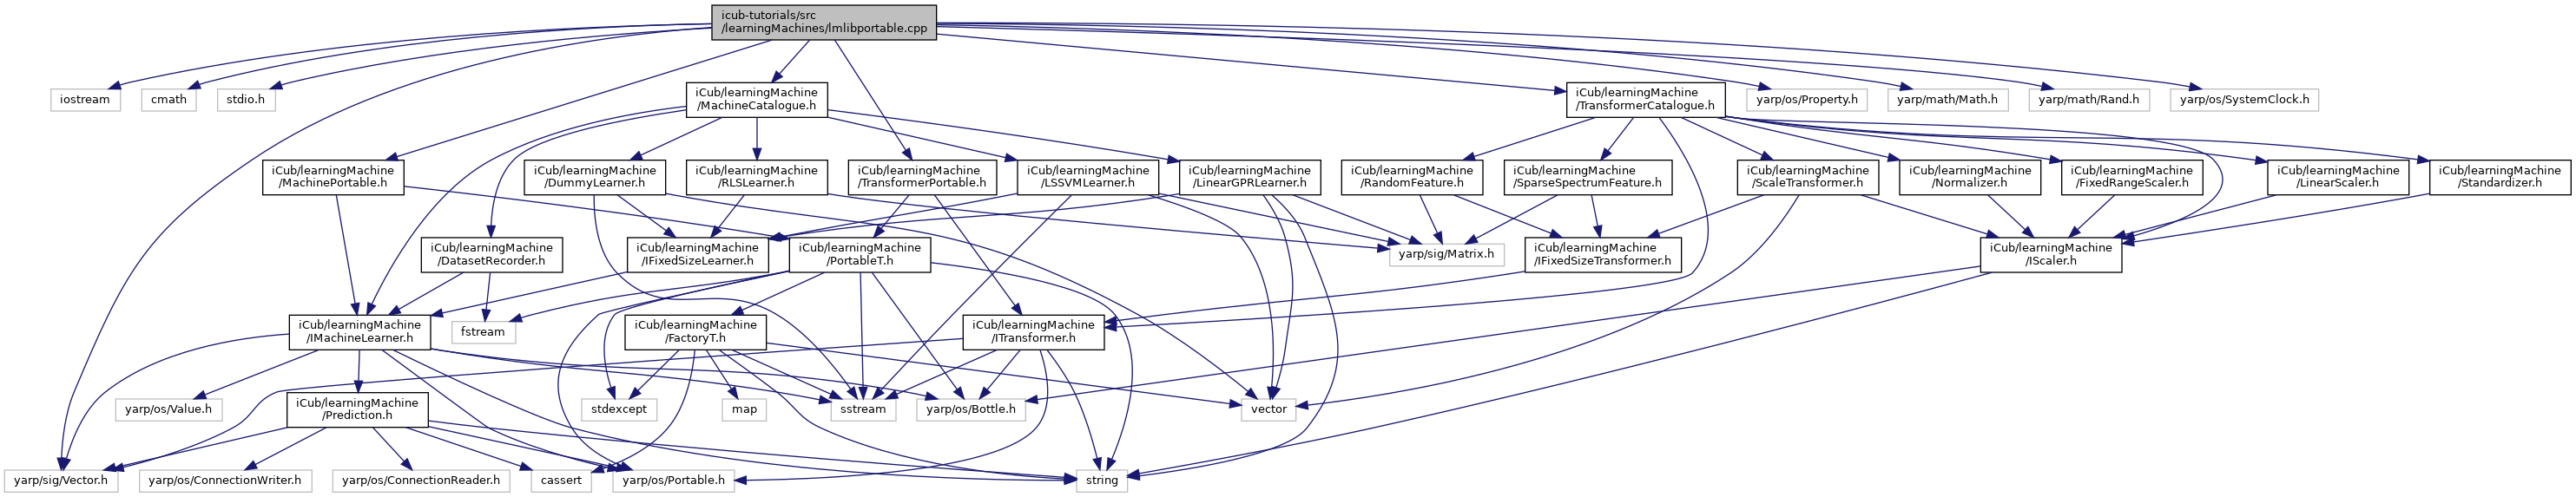 icub-tutorials/src
/learningMachines/lmlibportable.cpp
iostream
cmath
stdio.h
iCub/learningMachine
/MachineCatalogue.h
iCub/learningMachine
/TransformerCatalogue.h
yarp/os/Property.h
yarp/math/Math.h
yarp/math/Rand.h
yarp/os/SystemClock.h
iCub/learningMachine
/MachinePortable.h
iCub/learningMachine
/DummyLearner.h
iCub/learningMachine
/RLSLearner.h
iCub/learningMachine
/TransformerPortable.h
iCub/learningMachine
/LSSVMLearner.h
iCub/learningMachine
/LinearGPRLearner.h
iCub/learningMachine
/RandomFeature.h
iCub/learningMachine
/SparseSpectrumFeature.h
iCub/learningMachine
/ScaleTransformer.h
iCub/learningMachine
/Normalizer.h
iCub/learningMachine
/FixedRangeScaler.h
iCub/learningMachine
/LinearScaler.h
iCub/learningMachine
/Standardizer.h
iCub/learningMachine
/DatasetRecorder.h
iCub/learningMachine
/IFixedSizeLearner.h
iCub/learningMachine
/PortableT.h
yarp/sig/Matrix.h
iCub/learningMachine
/IFixedSizeTransformer.h
iCub/learningMachine
/IScaler.h
iCub/learningMachine
/IMachineLearner.h
fstream
iCub/learningMachine
/FactoryT.h
iCub/learningMachine
/ITransformer.h
yarp/os/Value.h
iCub/learningMachine
/Prediction.h
stdexcept
map
sstream
yarp/os/Bottle.h
vector
yarp/sig/Vector.h
yarp/os/ConnectionWriter.h
yarp/os/ConnectionReader.h
cassert
yarp/os/Portable.h
string